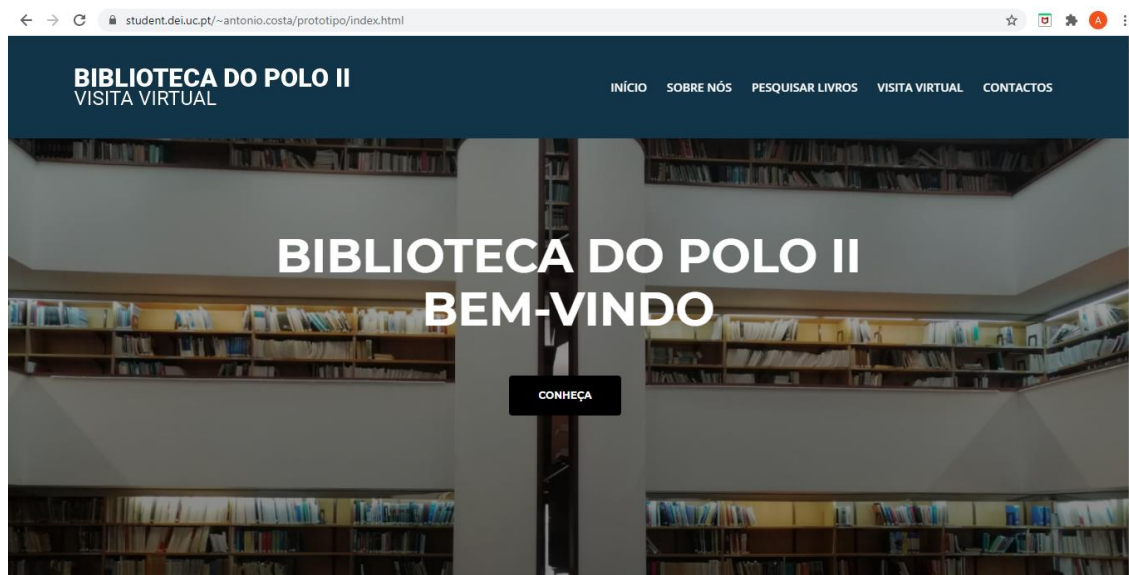 student.dei.uc.pt/~antonio.costa/prototipo/index.html
A
BIBLIOTECA DO POLO II
VISITA VIRTUAL
INÍCIO SOBRE NÓS PESQUISAR LIVROS VISITA VIRTUAL CONTACTOS
BIBLIOTECA DO POLO II
BEM-VINDO
CONHEÇA